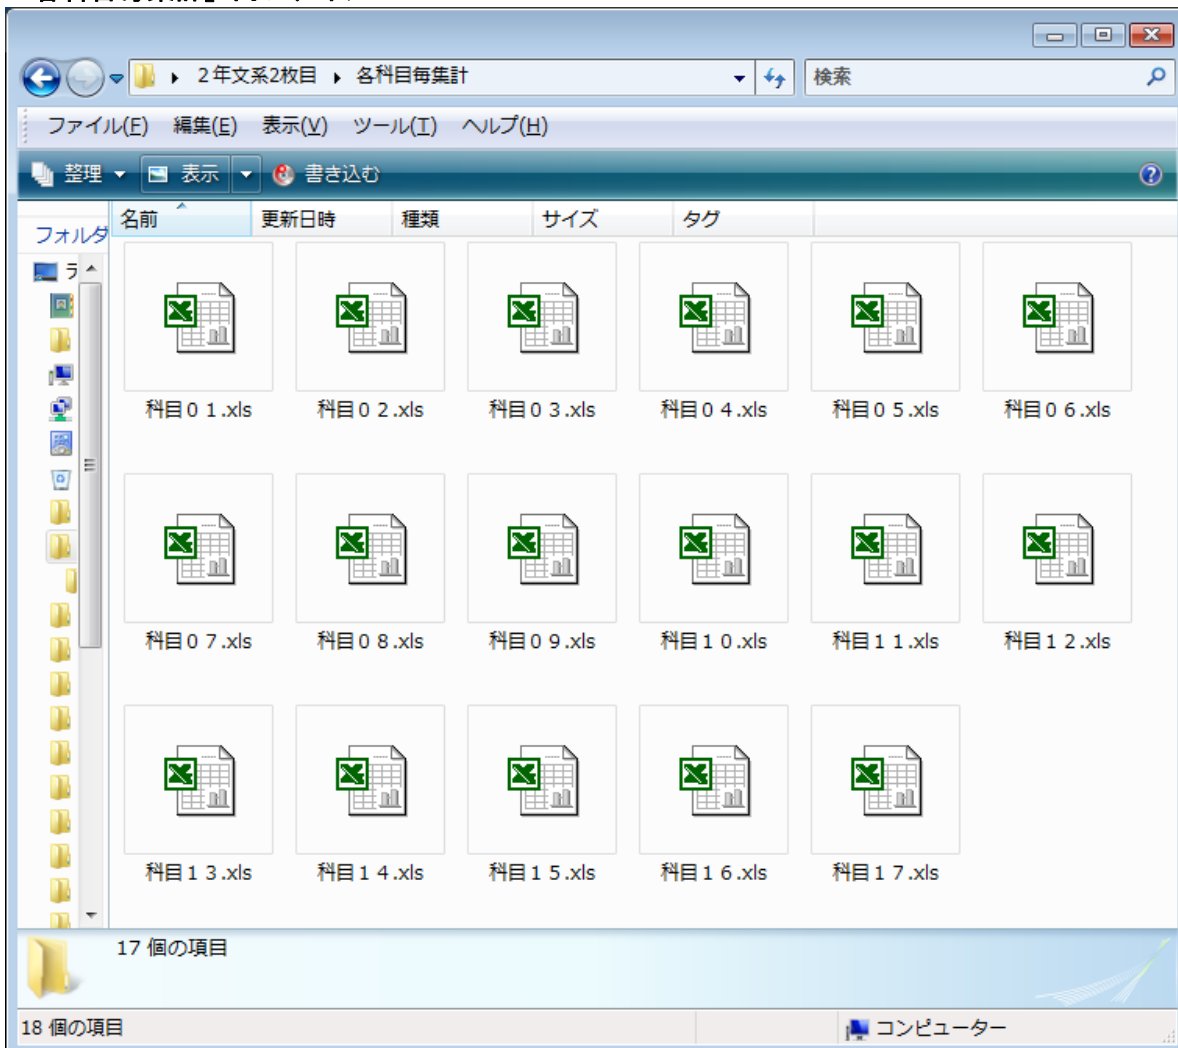 2年文系2枚目 各科目毎集計
検索
ファイル(F) 編集(E) 表示(V) ツール(T) ヘルプ(H)
整理 表示 書き込む
フォルダ
名前 更新日時 種類 サイズ タグ
ラ
科目０１.xls 科目０２.xls 科目０３.xls 科目０４.xls 科目０５.xls 科目０６.xls
科目０７.xls 科目０８.xls 科目０９.xls 科目１０.xls 科目１１.xls 科目１２.xls
科目１３.xls 科目１４.xls 科目１５.xls 科目１６.xls 科目１７.xls
17 個の項目
18 個の項目 コンピューター